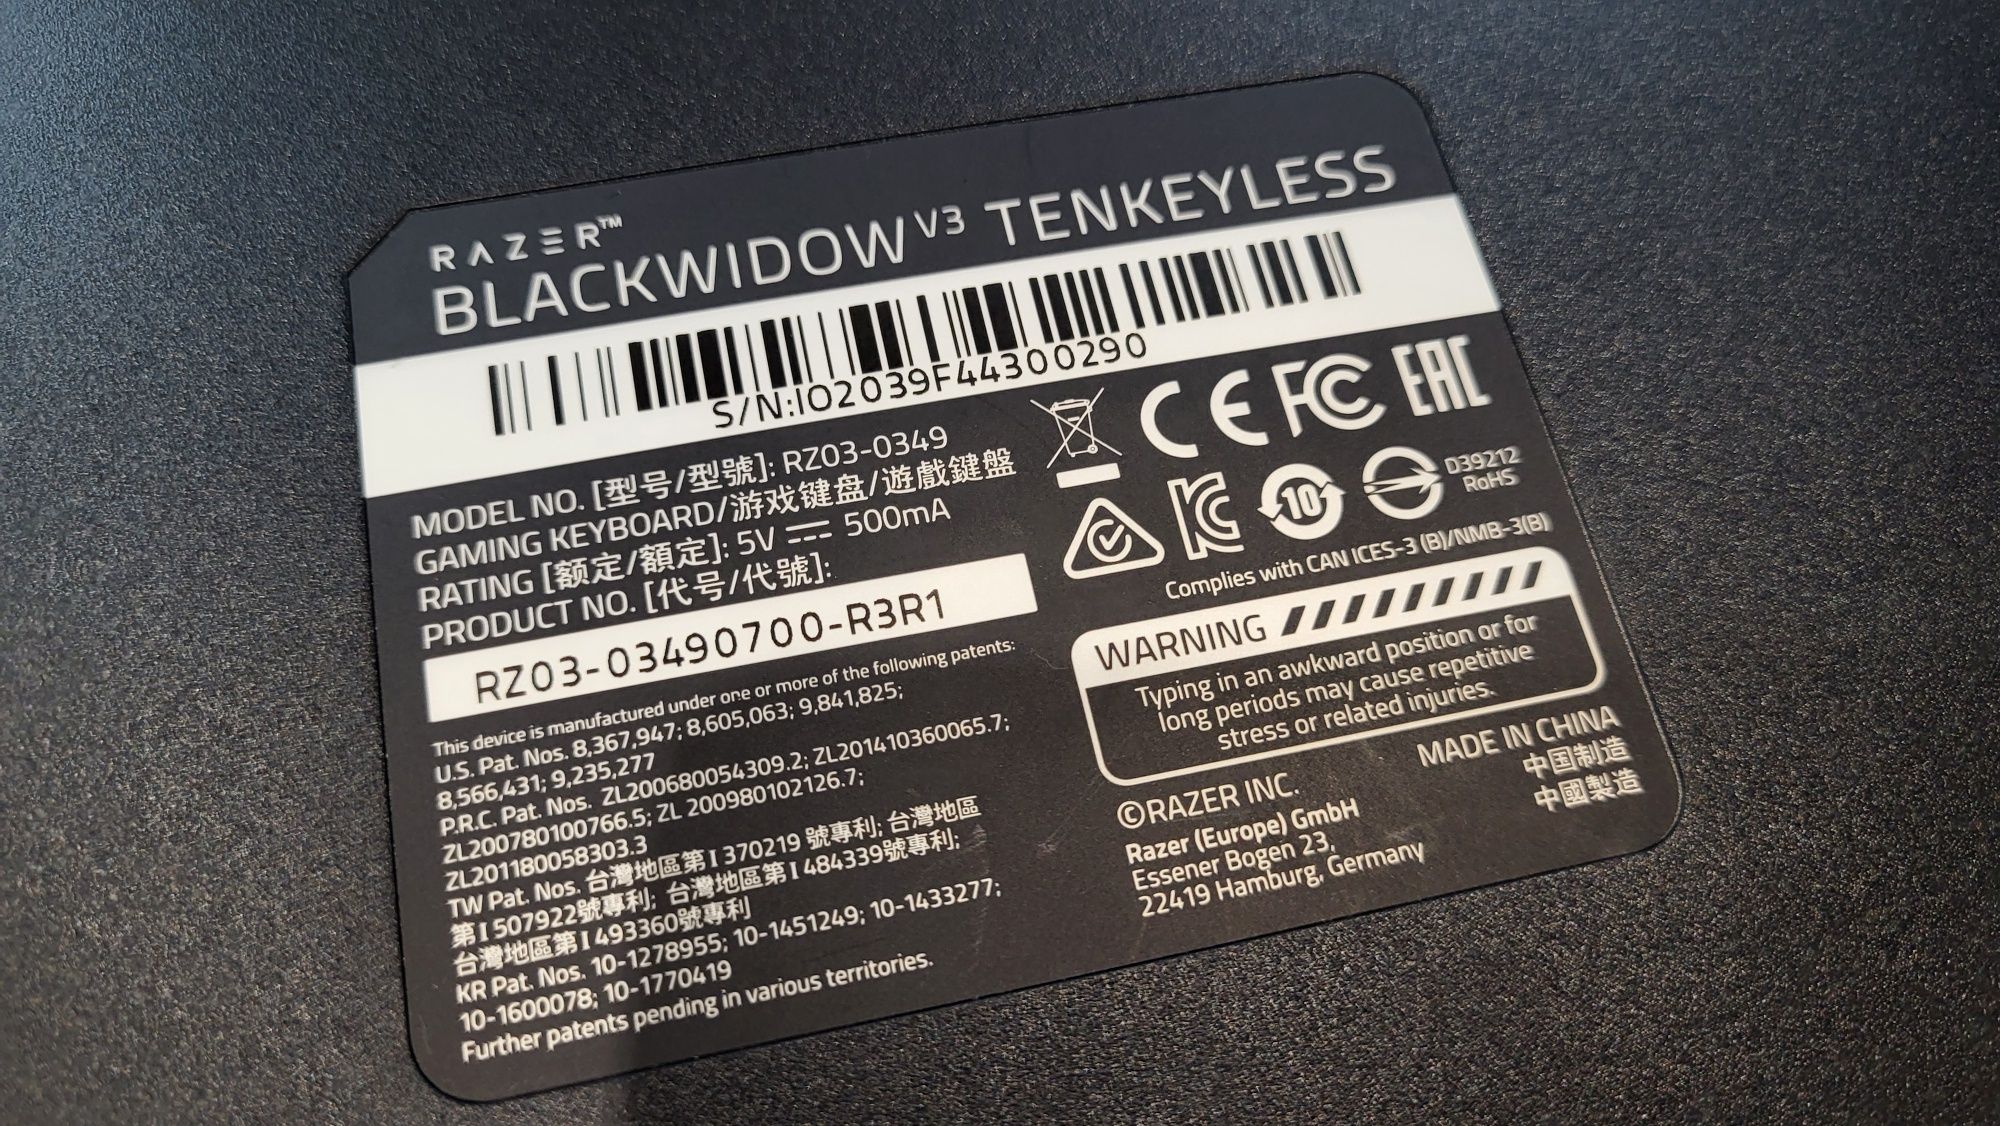 RAZER™
BLACKWIDOW V3 TENKEYLESS
S/N:IO2039F44300290
MODEL NO. [型号/型號]: RZ03-0349
GAMING KEYBOARD/游戏键盘/遊戲鍵盤
RATING [额定/額定]: 5V ⎓ 500mA
PRODUCT NO. [代号/代號]:
RZ03-03490700-R3R1
This device is manufactured under one or more of the following patents:
U.S. Pat. Nos. 8,367,947; 8,605,063; 9,841,825;
8,566,431; 9,235,277
P.R.C. Pat. Nos. ZL200680054309.2; ZL201410360065.7;
ZL200780100766.5; ZL 200980102126.7;
ZL201180058303.3
TW Pat. Nos. 台灣地區第I 370219 號專利; 台灣地區
第I 507922號專利; 台灣地區第I 484339號專利;
台灣地區第I 493360號專利
KR Pat. Nos. 10-1278955; 10-1451249; 10-1433277;
10-1600078; 10-1770419
Further patents pending in various territories.
CE FC EAC
KC 10 D39212
RoHS
Complies with CAN ICES-3 (B)/NMB-3(B)
WARNING
Typing in an awkward position or for
long periods may cause repetitive
stress or related injuries.
MADE IN CHINA
中国制造
中國製造
©RAZER INC.
Razer (Europe) GmbH
Essener Bogen 23,
22419 Hamburg, Germany